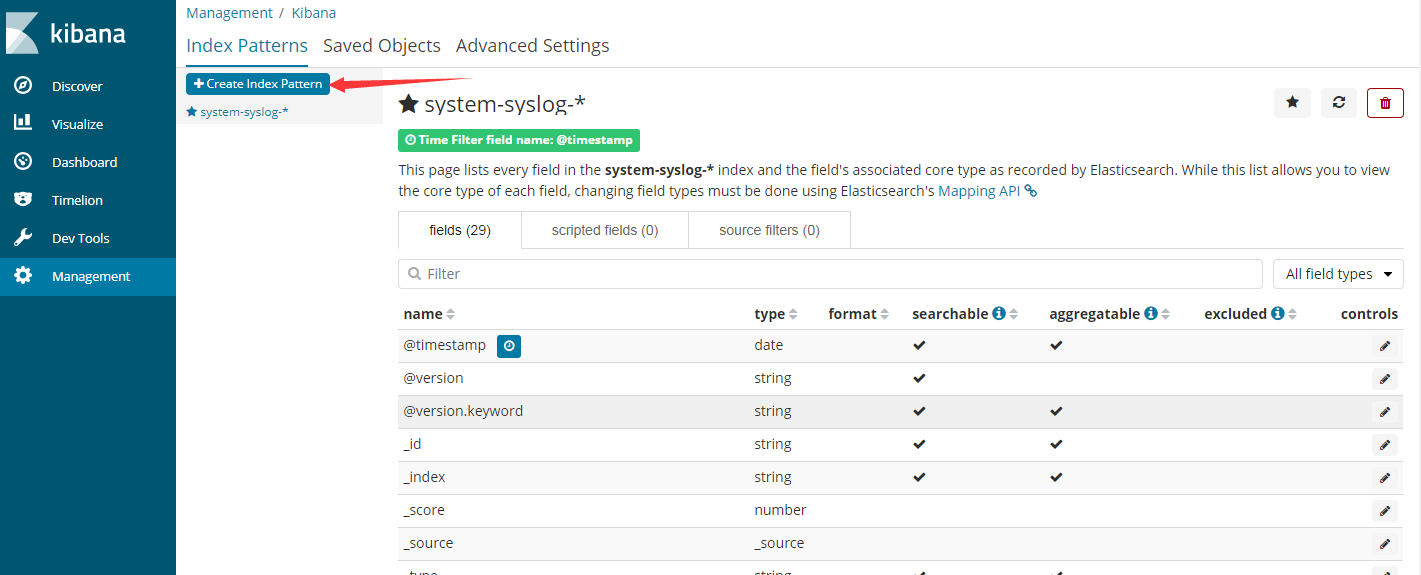 kibana
Discover
Visualize
Dashboard
Timelion
Dev Tools
Management
Management / Kibana
Index Patterns Saved Objects Advanced Settings
Create Index Pattern
system-syslog-*
system-syslog-*
Time Filter field name: @timestamp
This page lists every field in the system-syslog-* index and the field's associated core type as recorded by Elasticsearch. While this list allows you to view
the core type of each field, changing field types must be done using Elasticsearch's Mapping API
fields (29) scripted fields (0) source filters (0)
Filter All field types
name type format searchable aggregatable excluded controls
@timestamp date
@version string
@version.keyword string
_id string
_index string
_score number
_source _source
_type string